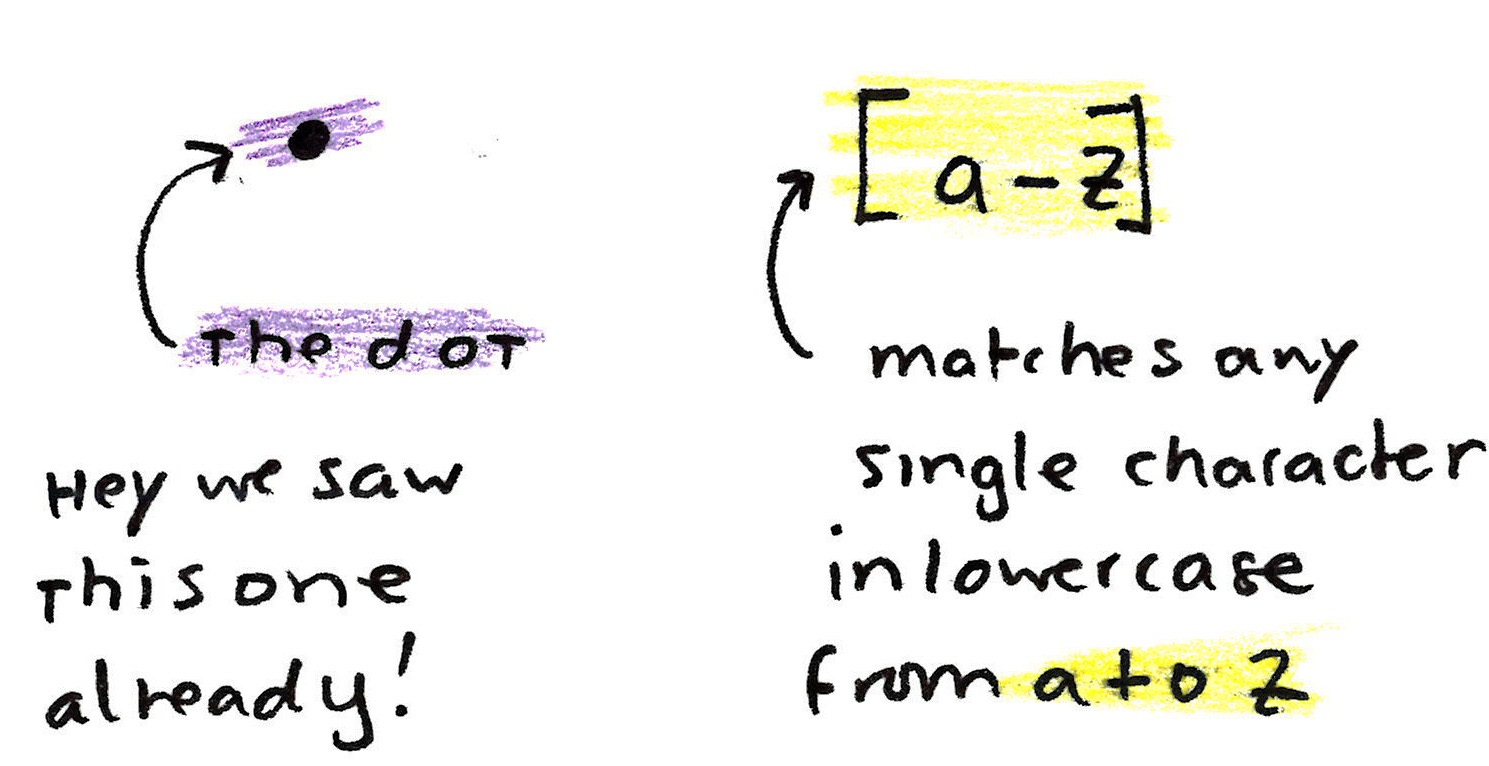 .
The dot
Hey we saw
this one
already!
[a-z]
matches any
single character
in lowercase
from a to z